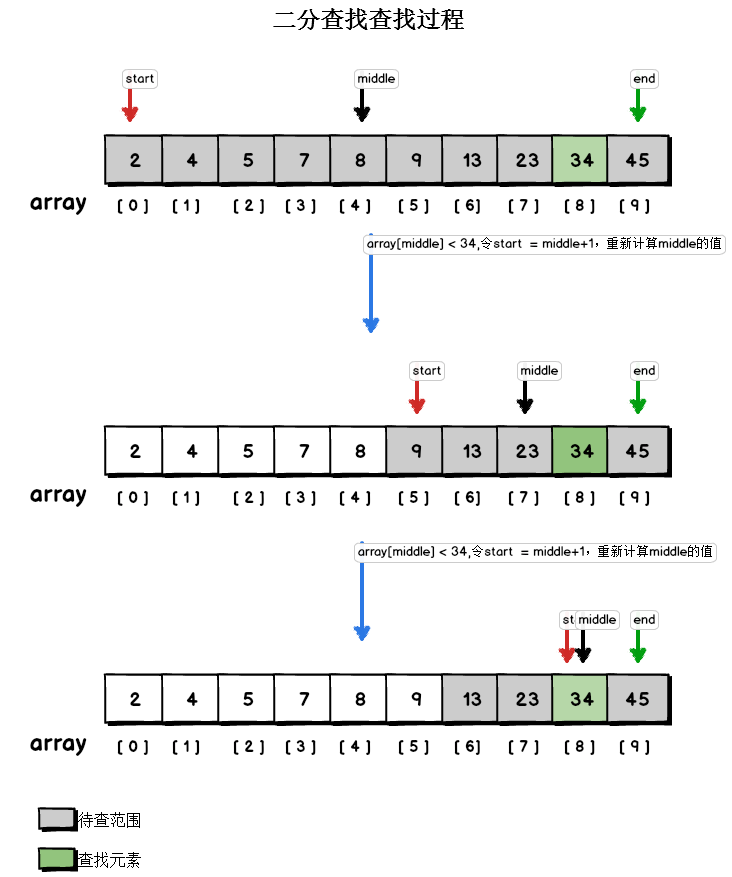 二分查找查找过程
start middle end
2 4 5 7 8 9 13 23 34 45
array [0] [1] [2] [3] [4] [5] [6] [7] [8] [9]
array[middle] < 34,令start = middle+1，重新计算middle的值
start middle end
2 4 5 7 8 9 13 23 34 45
array [0] [1] [2] [3] [4] [5] [6] [7] [8] [9]
array[middle] < 34,令start = middle+1，重新计算middle的值
st middle end
2 4 5 7 8 9 13 23 34 45
array [0] [1] [2] [3] [4] [5] [6] [7] [8] [9]
待查范围
查找元素